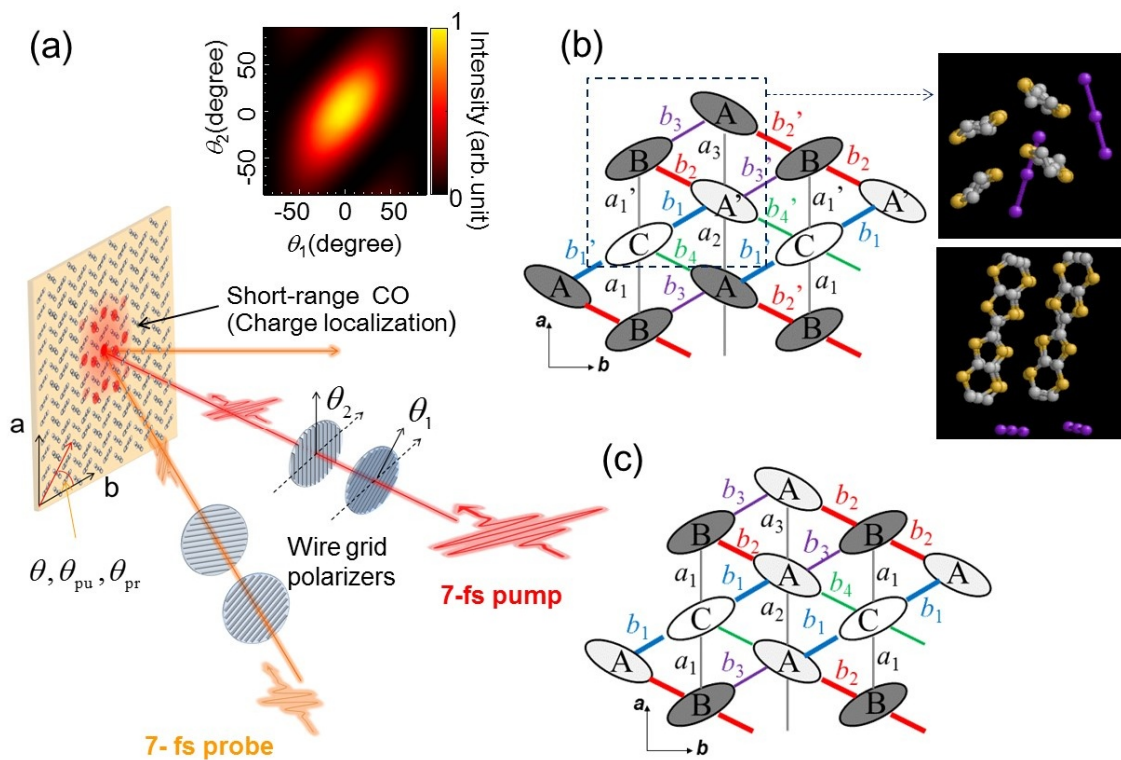 (a)
50
0
-50
θ2(degree)
-50 0 50
θ1(degree)
1
0
Intensity (arb.unit)
Short-range CO
(Charge localization)
a
b
θ, θpu, θpr
θ2
θ1
Wire grid
polarizers
7-fs pump
7- fs probe
(b)
A
b3 b2’
a3
B b2 b3’ B b2
a1’ A’ a1’ A’
b1 b4’
C a2 C b1
b1’ b4 b1’
A a1 A a1
b3 b2’
B B
a
b
(c)
A
b3 b2
a3
B b2 b3 B b2
a1 A a1 A
b1 b4
C a2 C b1
b1 b1
A a1 A a1
b3 b2
B B
a
b